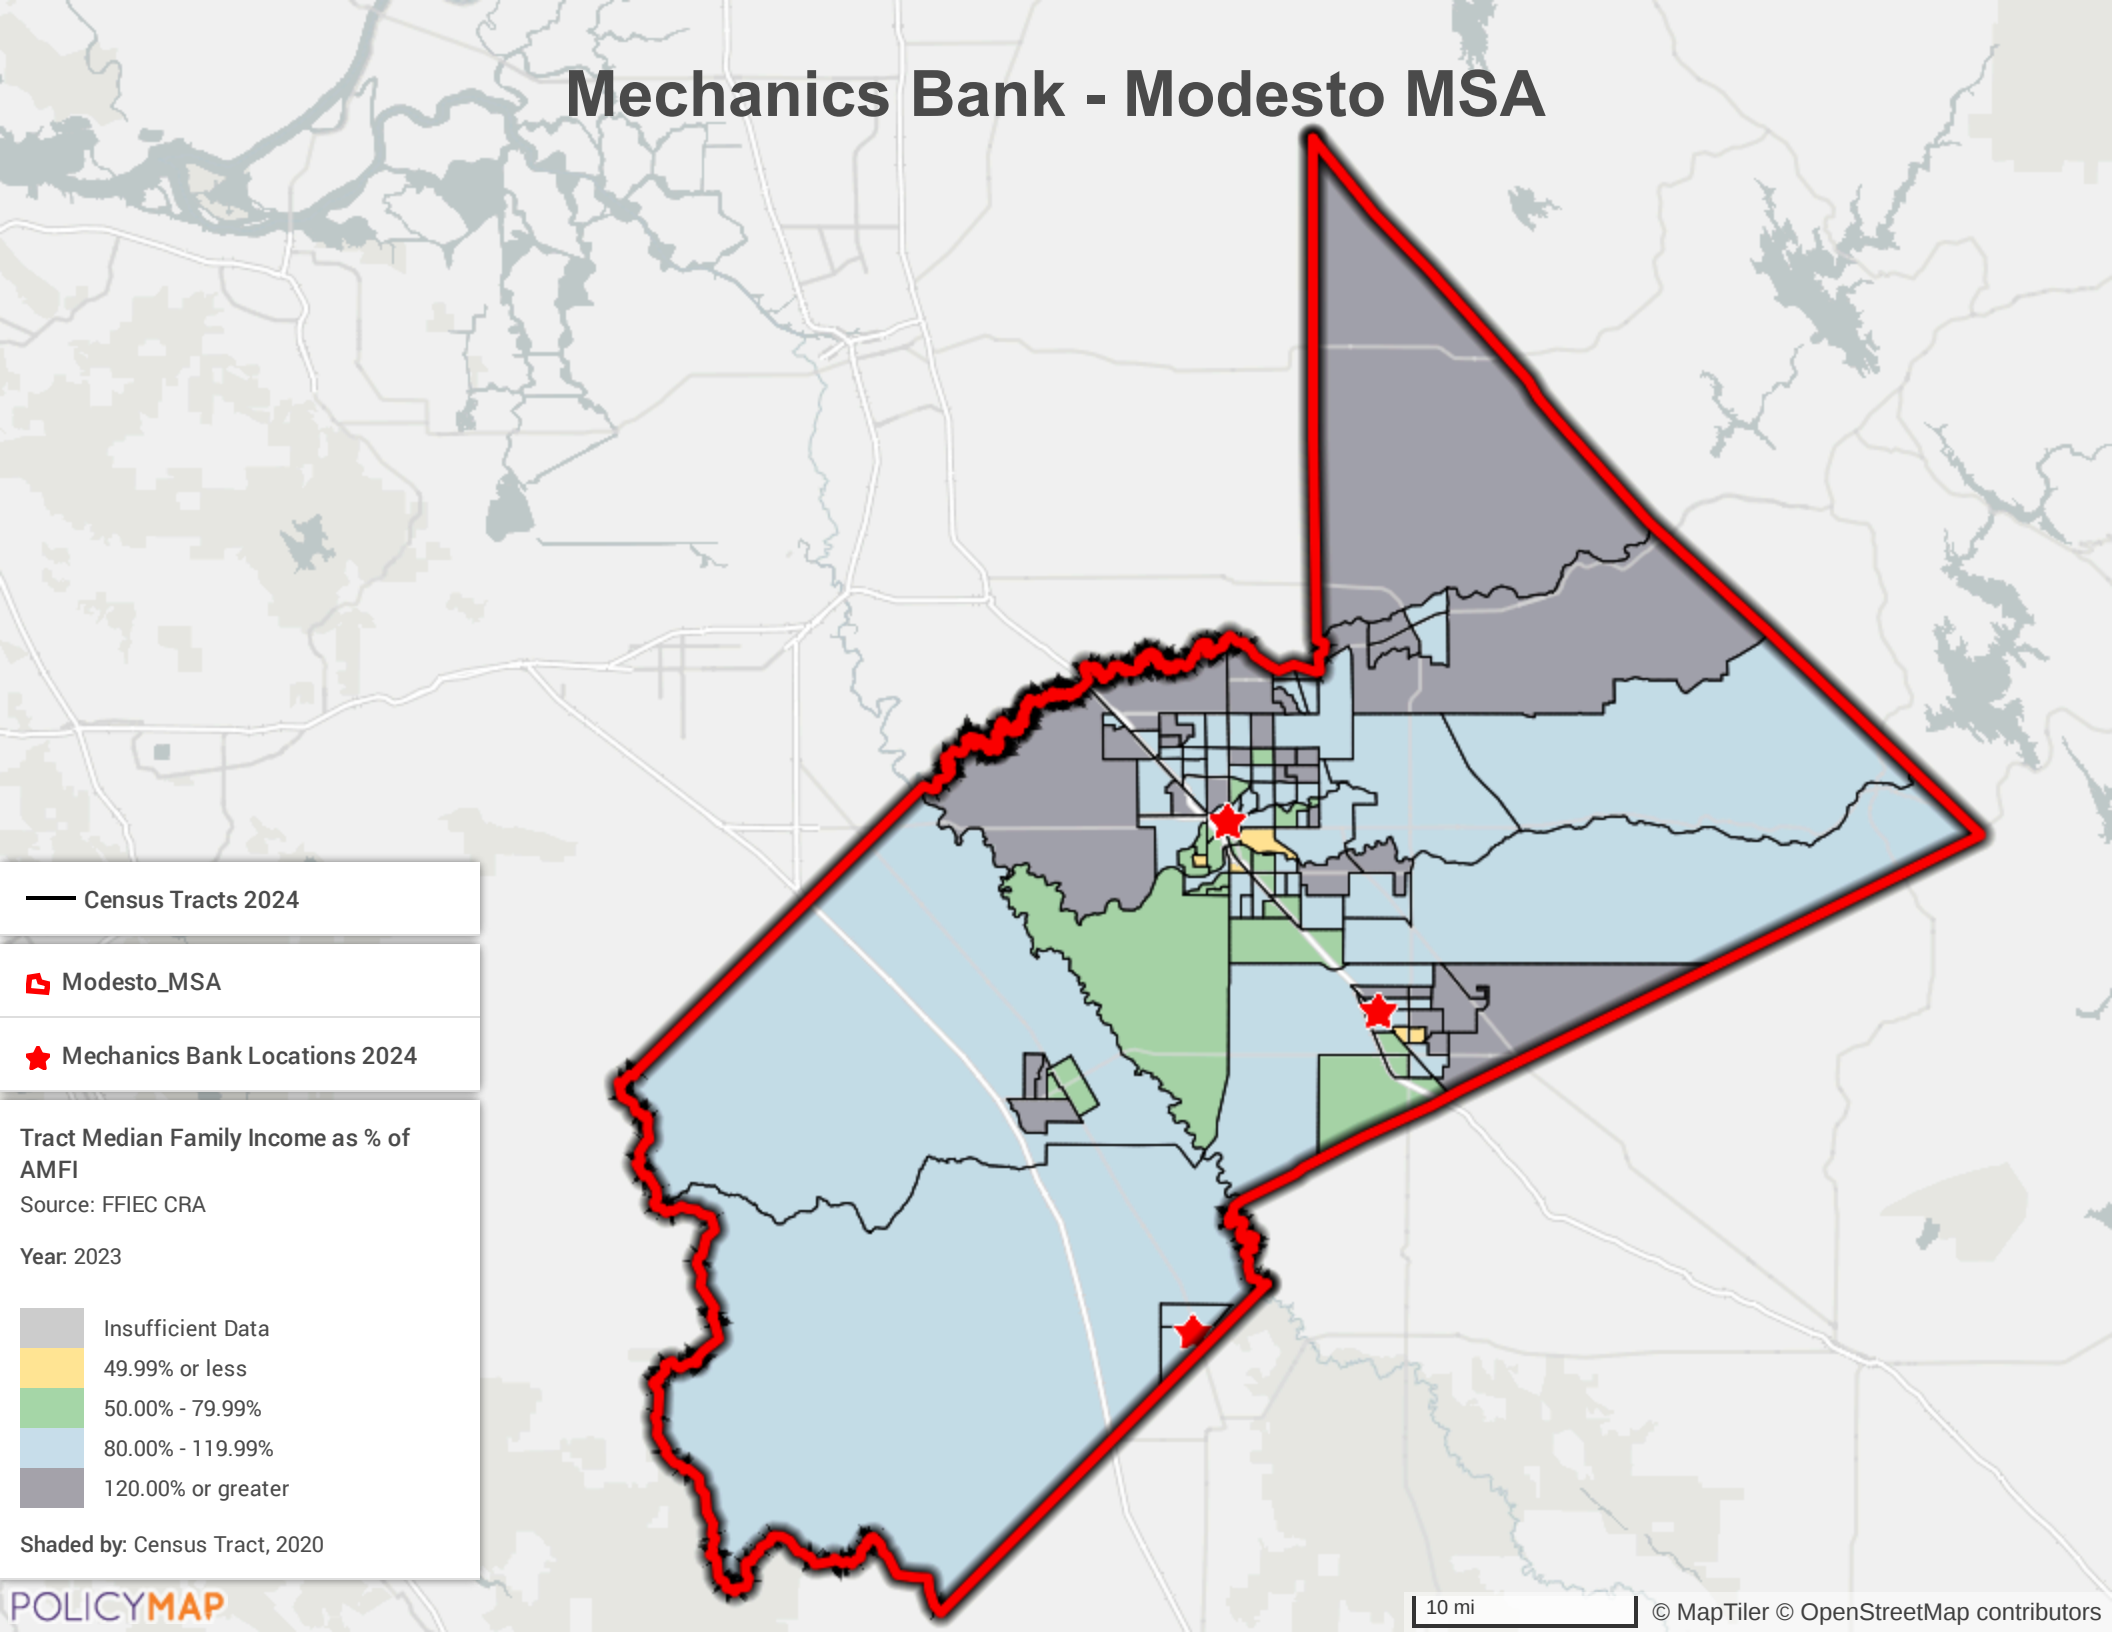 Mechanics Bank - Modesto MSA
Census Tracts 2024
Modesto_MSA
Mechanics Bank Locations 2024
Tract Median Family Income as % of
AMFI
Source: FFIEC CRA
Year: 2023
Insufficient Data
49.99% or less
50.00% - 79.99%
80.00% - 119.99%
120.00% or greater
Shaded by: Census Tract, 2020
POLICYMAP
10 mi
© MapTiler © OpenStreetMap contributors